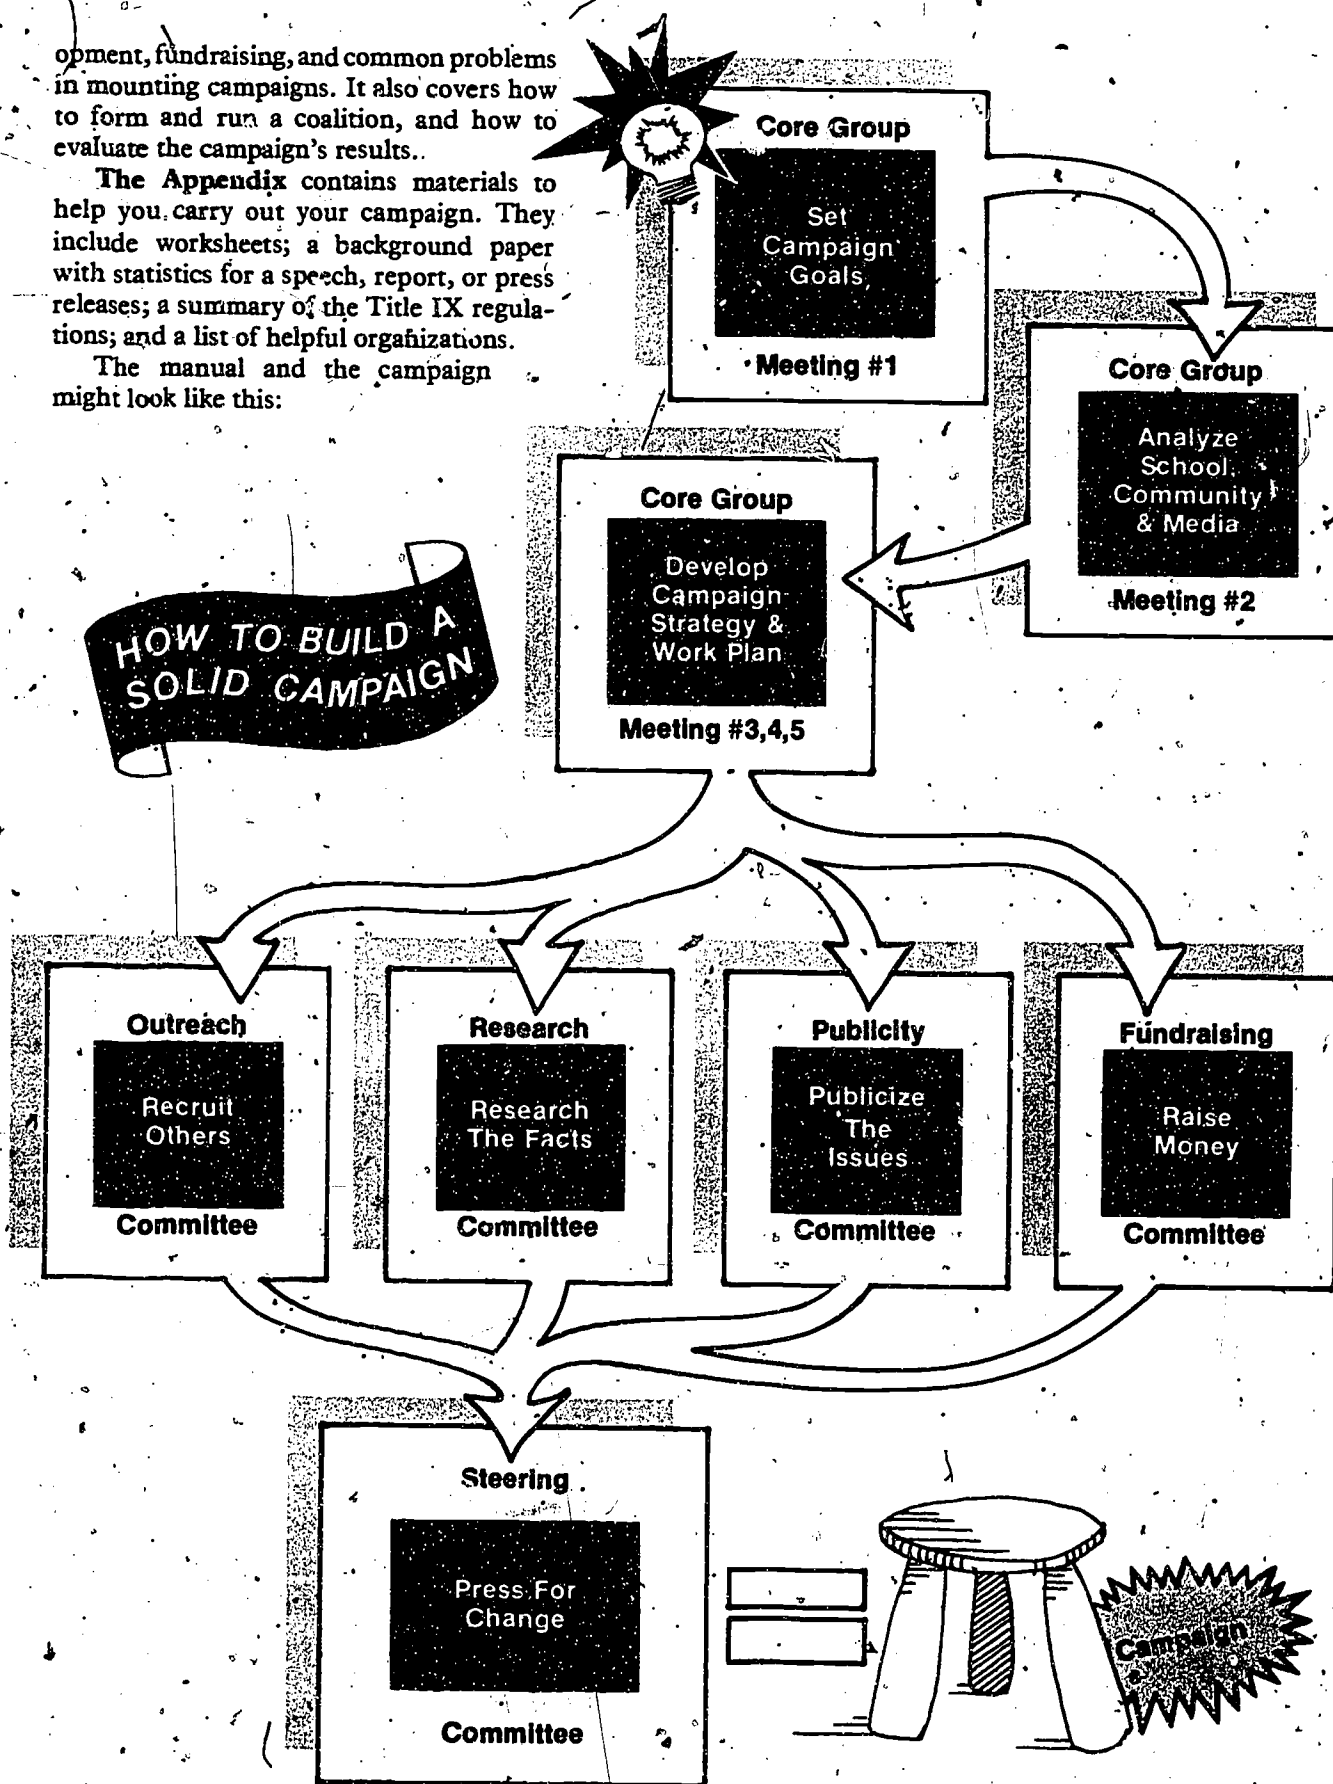 opment, fundraising, and common problems
in mounting campaigns. It also covers how
to form and run a coalition, and how to
evaluate the campaign's results..
The Appendix contains materials to
help you carry out your campaign. They
include worksheets; a background paper
with statistics for a speech, report, or press
releases; a summary of the Title IX regula-
tions; and a list of helpful organizations.
The manual and the campaign
might look like this:
Core Group
Set
Campaign
Goals
Meeting #1
Core Group
Analyze
School,
Community
& Media
Meeting #2
Core Group
Develop
Campaign
Strategy &
Work Plan
Meeting #3,4,5
HOW TO BUILD A
SOLID CAMPAIGN
Outreach
Recruit
Others
Committee
Research
Research
The Facts
Committee
Publicity
Publicize
The
Issues
Committee
Fundraising
Raise
Money
Committee
Steering
Press For
Change
Committee
Campaign